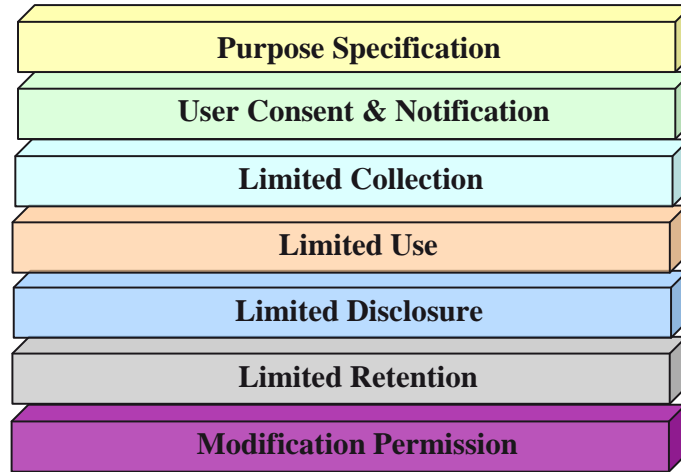 Purpose Specification
User Consent & Notification
Limited Collection
Limited Use
Limited Disclosure
Limited Retention
Modification Permission